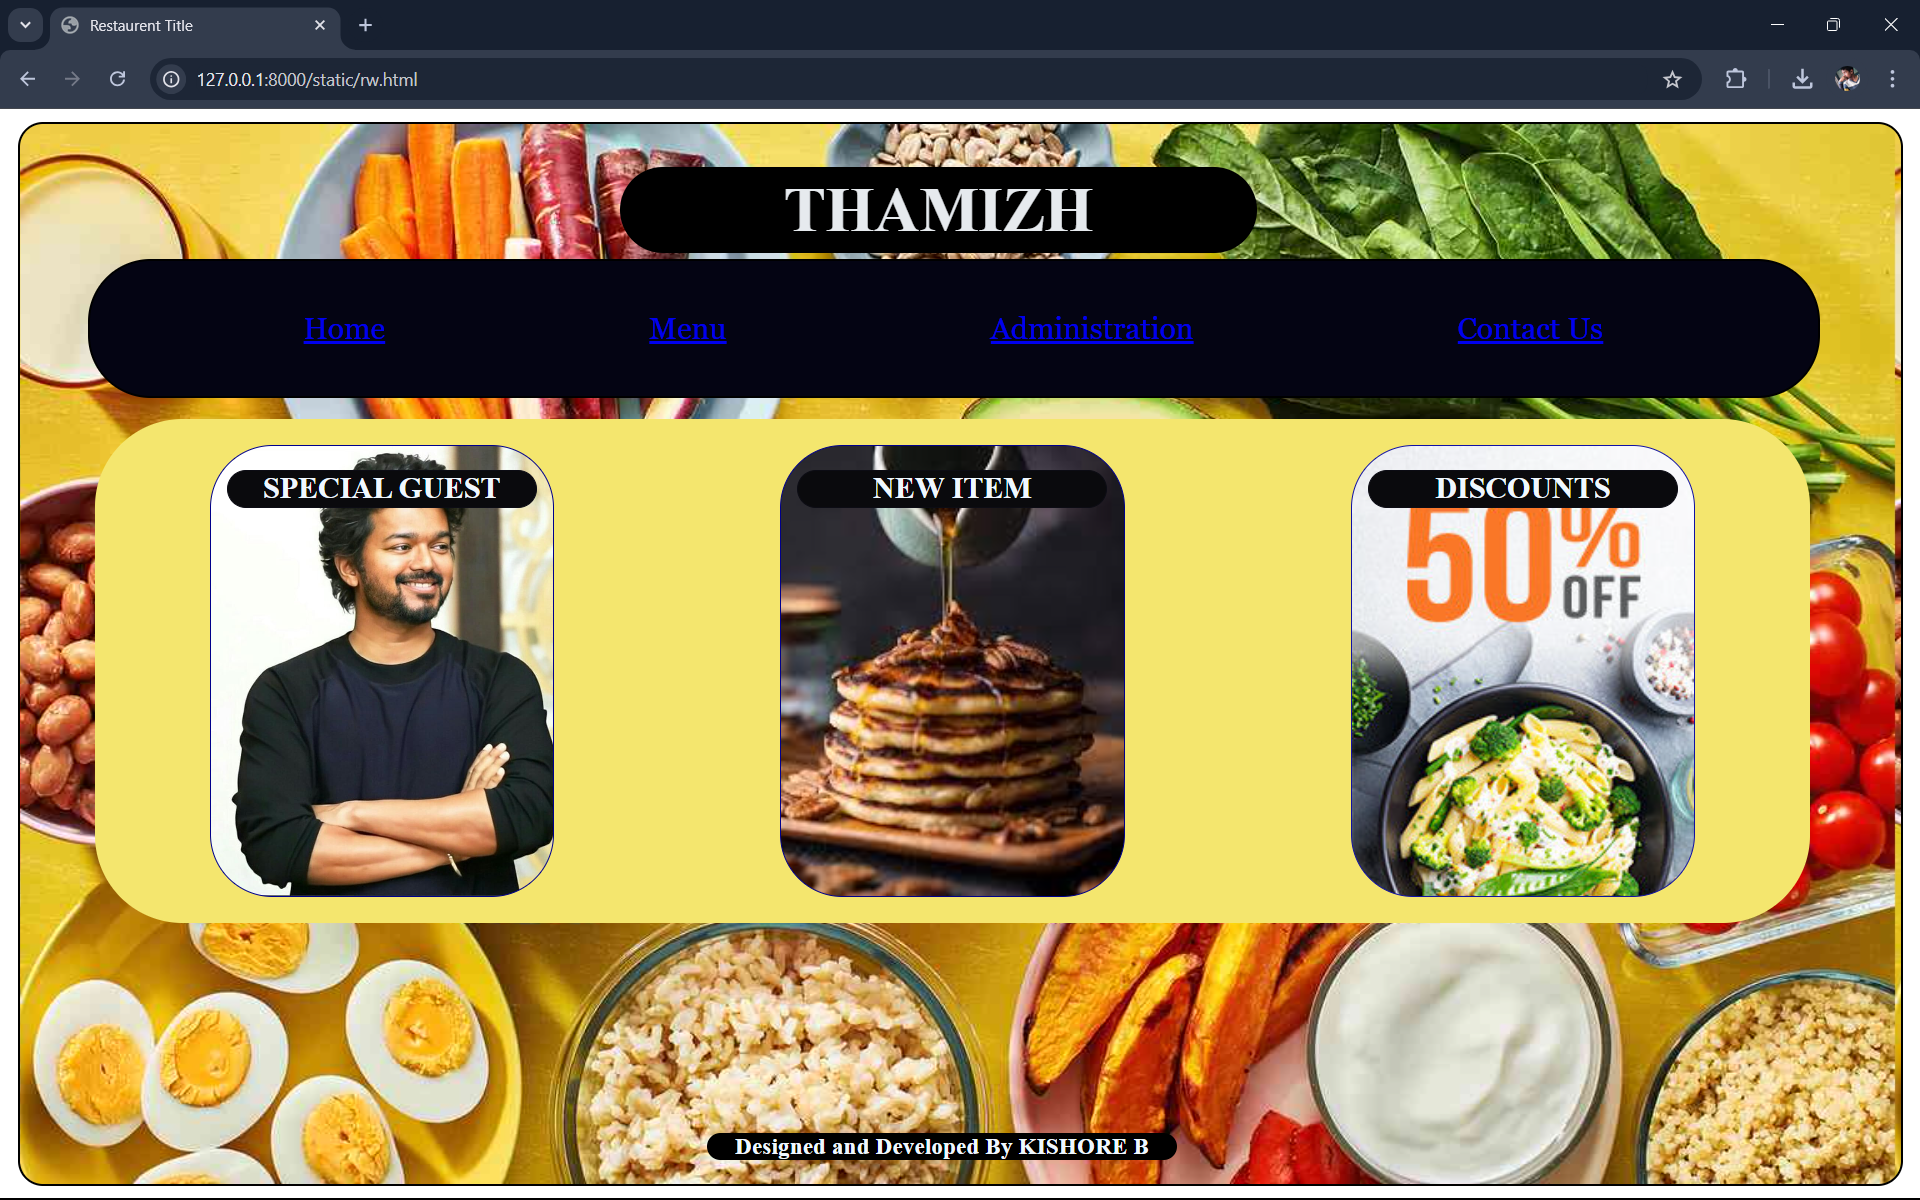 Restaurent Title
127.0.0.1:8000/static/rw.html
THAMIZH
Home Menu Administration Contact Us
SPECIAL GUEST NEW ITEM DISCOUNTS
50%
OFF
Designed and Developed By KISHORE B